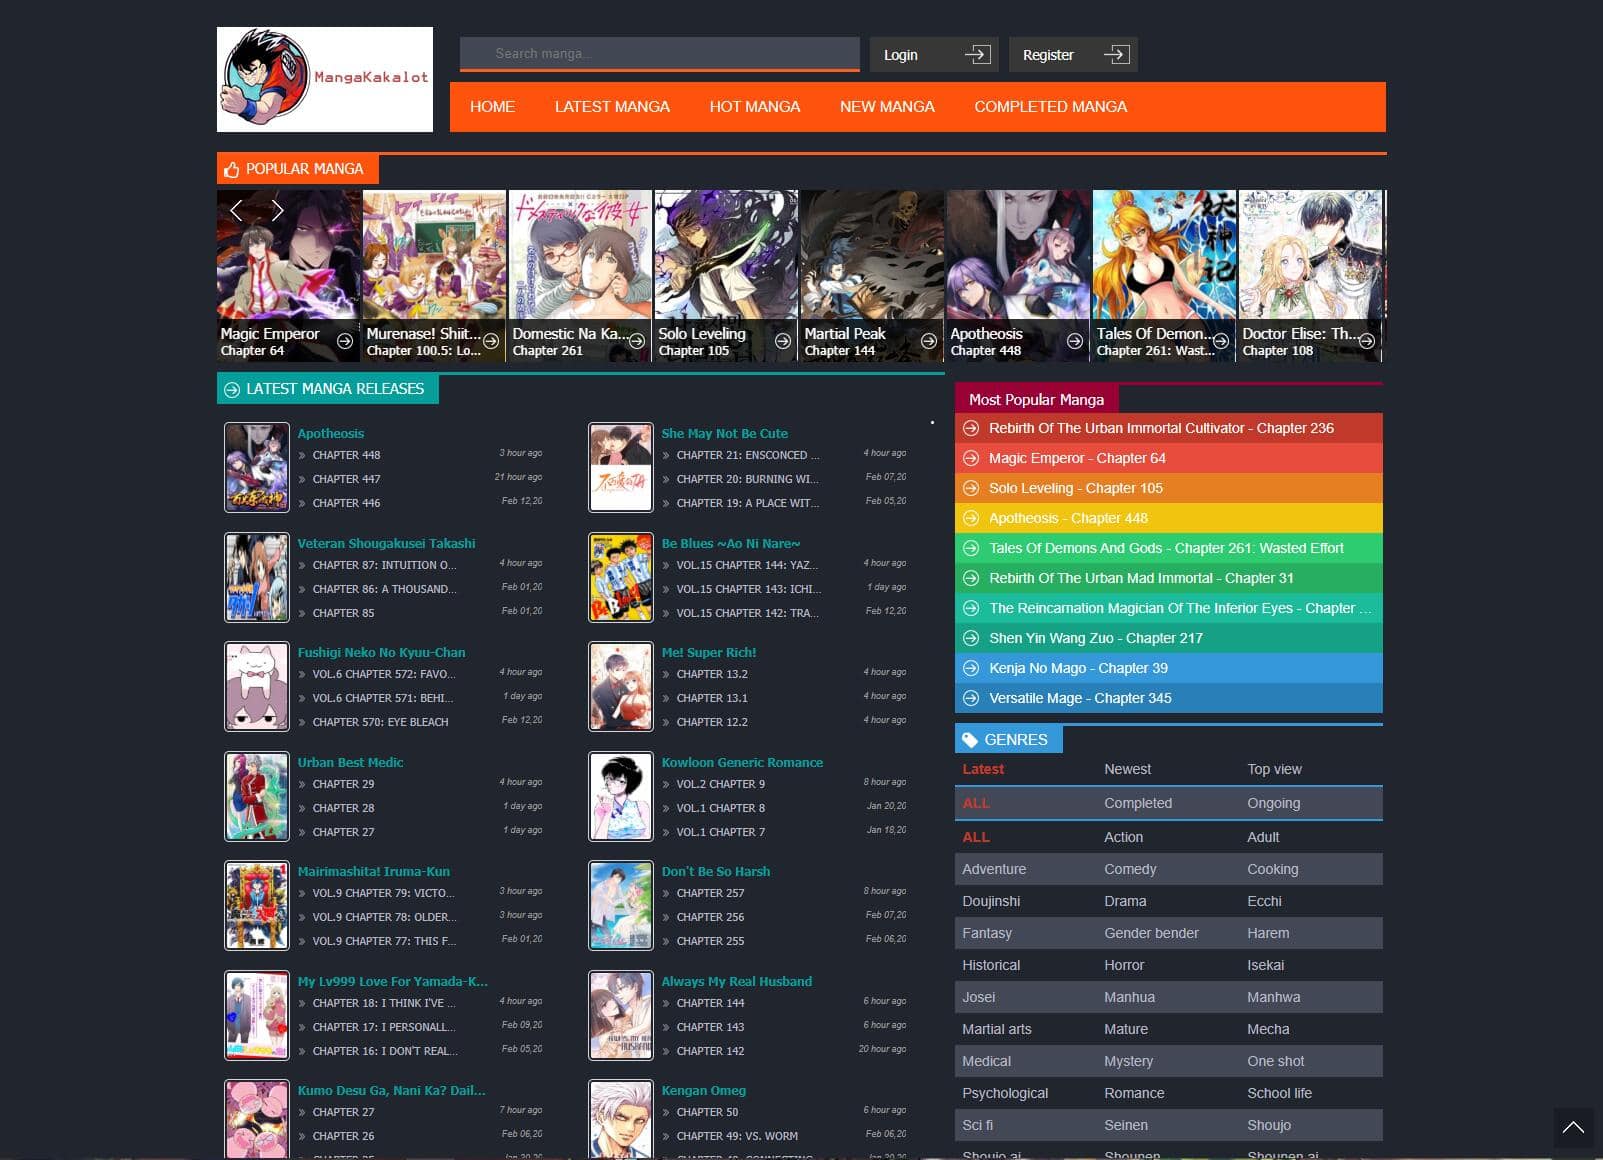 MangaKakalot
Search manga...
Login
Register
HOME
LATEST MANGA
HOT MANGA
NEW MANGA
COMPLETED MANGA
POPULAR MANGA
Magic Emperor
Chapter 64
Murenase! Shiit...
Chapter 100.5: Lo...
ドメスティックな彼女
Domestic Na Ka...
Chapter 261
Solo Leveling
Chapter 105
Martial Peak
Chapter 144
Apotheosis
Chapter 448
妖神记
Tales Of Demon...
Chapter 261: Wast...
Doctor Elise: Th...
Chapter 108
LATEST MANGA RELEASES
Apotheosis
CHAPTER 448 3 hour ago
CHAPTER 447 21 hour ago
CHAPTER 446 Feb 12,20
She May Not Be Cute
CHAPTER 21: ENSCONCED ... 4 hour ago
CHAPTER 20: BURNING WI... Feb 07,20
CHAPTER 19: A PLACE WIT... Feb 05,20
Veteran Shougakusei Takashi
CHAPTER 87: INTUITION O... 4 hour ago
CHAPTER 86: A THOUSAND... Feb 01,20
CHAPTER 85 Feb 01,20
Be Blues ~Ao Ni Nare~
VOL.15 CHAPTER 144: YAZ... 4 hour ago
VOL.15 CHAPTER 143: ICHI... 1 day ago
VOL.15 CHAPTER 142: TRA... Feb 12,20
Fushigi Neko No Kyuu-Chan
VOL.6 CHAPTER 572: FAVO... 4 hour ago
VOL.6 CHAPTER 571: BEHI... 1 day ago
CHAPTER 570: EYE BLEACH Feb 12,20
Me! Super Rich!
CHAPTER 13.2 4 hour ago
CHAPTER 13.1 4 hour ago
CHAPTER 12.2 4 hour ago
Urban Best Medic
CHAPTER 29 4 hour ago
CHAPTER 28 1 day ago
CHAPTER 27 1 day ago
Kowloon Generic Romance
VOL.2 CHAPTER 9 8 hour ago
VOL.1 CHAPTER 8 Jan 20,20
VOL.1 CHAPTER 7 Jan 18,20
Mairimashita! Iruma-Kun
VOL.9 CHAPTER 79: VICTO... 3 hour ago
VOL.9 CHAPTER 78: OLDER... 3 hour ago
VOL.9 CHAPTER 77: THIS F... Feb 01,20
Don't Be So Harsh
CHAPTER 257 8 hour ago
CHAPTER 256 Feb 07,20
CHAPTER 255 Feb 06,20
My Lv999 Love For Yamada-K...
CHAPTER 18: I THINK I'VE ... 4 hour ago
CHAPTER 17: I PERSONALL... Feb 09,20
CHAPTER 16: I DON'T REAL... Feb 05,20
Always My Real Husband
CHAPTER 144 6 hour ago
CHAPTER 143 6 hour ago
CHAPTER 142 20 hour ago
Kumo Desu Ga, Nani Ka? Dail...
CHAPTER 27 7 hour ago
CHAPTER 26 Feb 06,20
Kengan Omeg
CHAPTER 50 6 hour ago
CHAPTER 49: VS. WORM Feb 06,20
Most Popular Manga
Rebirth Of The Urban Immortal Cultivator - Chapter 236
Magic Emperor - Chapter 64
Solo Leveling - Chapter 105
Apotheosis - Chapter 448
Tales Of Demons And Gods - Chapter 261: Wasted Effort
Rebirth Of The Urban Mad Immortal - Chapter 31
The Reincarnation Magician Of The Inferior Eyes - Chapter ...
Shen Yin Wang Zuo - Chapter 217
Kenja No Mago - Chapter 39
Versatile Mage - Chapter 345
GENRES
Latest Newest Top view
ALL Completed Ongoing
ALL Action Adult
Adventure Comedy Cooking
Doujinshi Drama Ecchi
Fantasy Gender bender Harem
Historical Horror Isekai
Josei Manhua Manhwa
Martial arts Mature Mecha
Medical Mystery One shot
Psychological Romance School life
Sci fi Seinen Shoujo
Shoujo ai Shounen Shounen ai